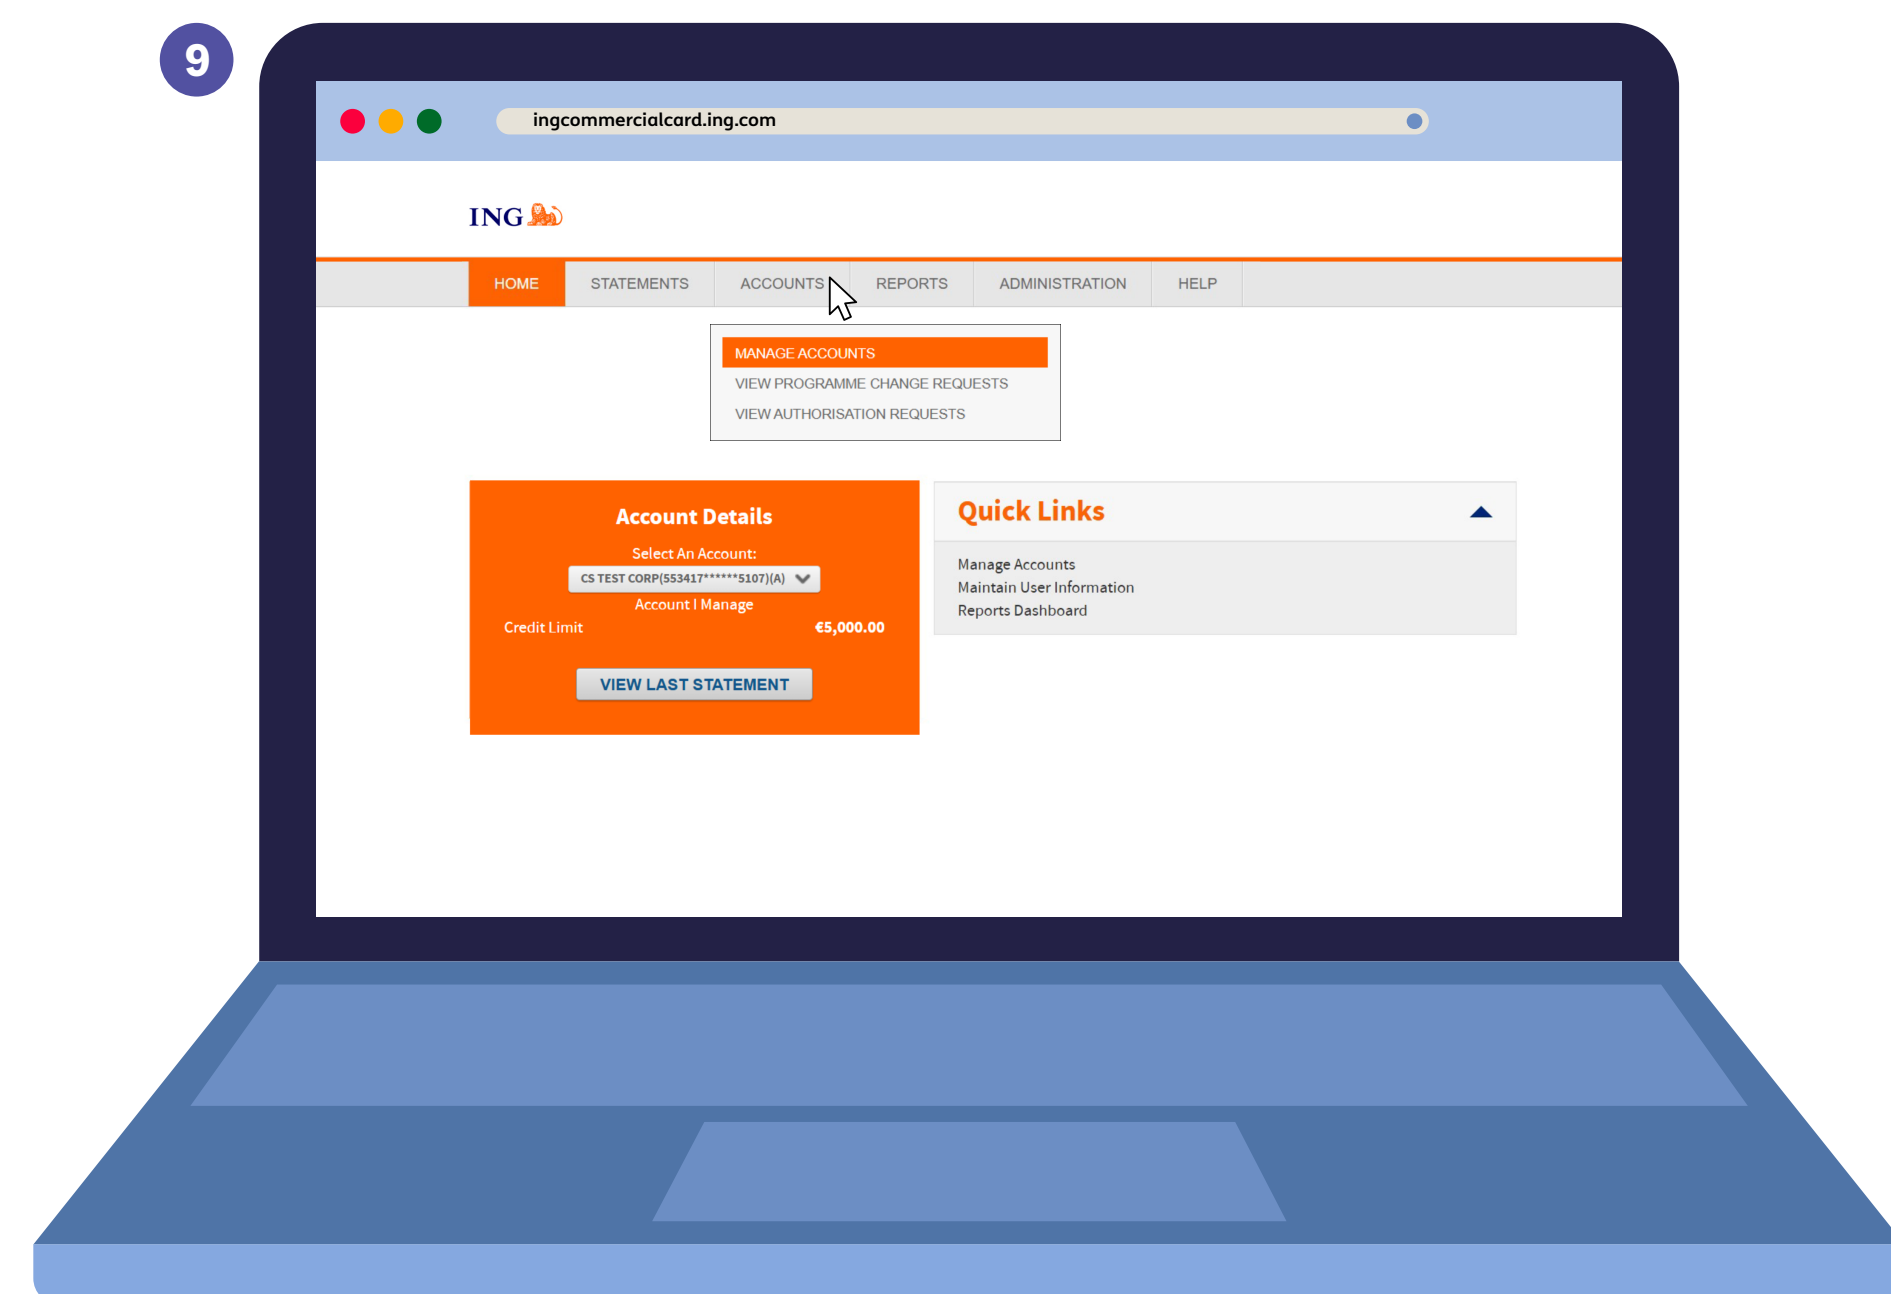 9
ingcommercialcard.ing.com
ING
HOME STATEMENTS ACCOUNTS REPORTS ADMINISTRATION HELP
MANAGE ACCOUNTS
VIEW PROGRAMME CHANGE REQUESTS
VIEW AUTHORISATION REQUESTS
Account Details
Select An Account:
CS TEST CORP(553417******5107)(A)
Account I Manage
Credit Limit €5,000.00
VIEW LAST STATEMENT
Quick Links
Manage Accounts
Maintain User Information
Reports Dashboard